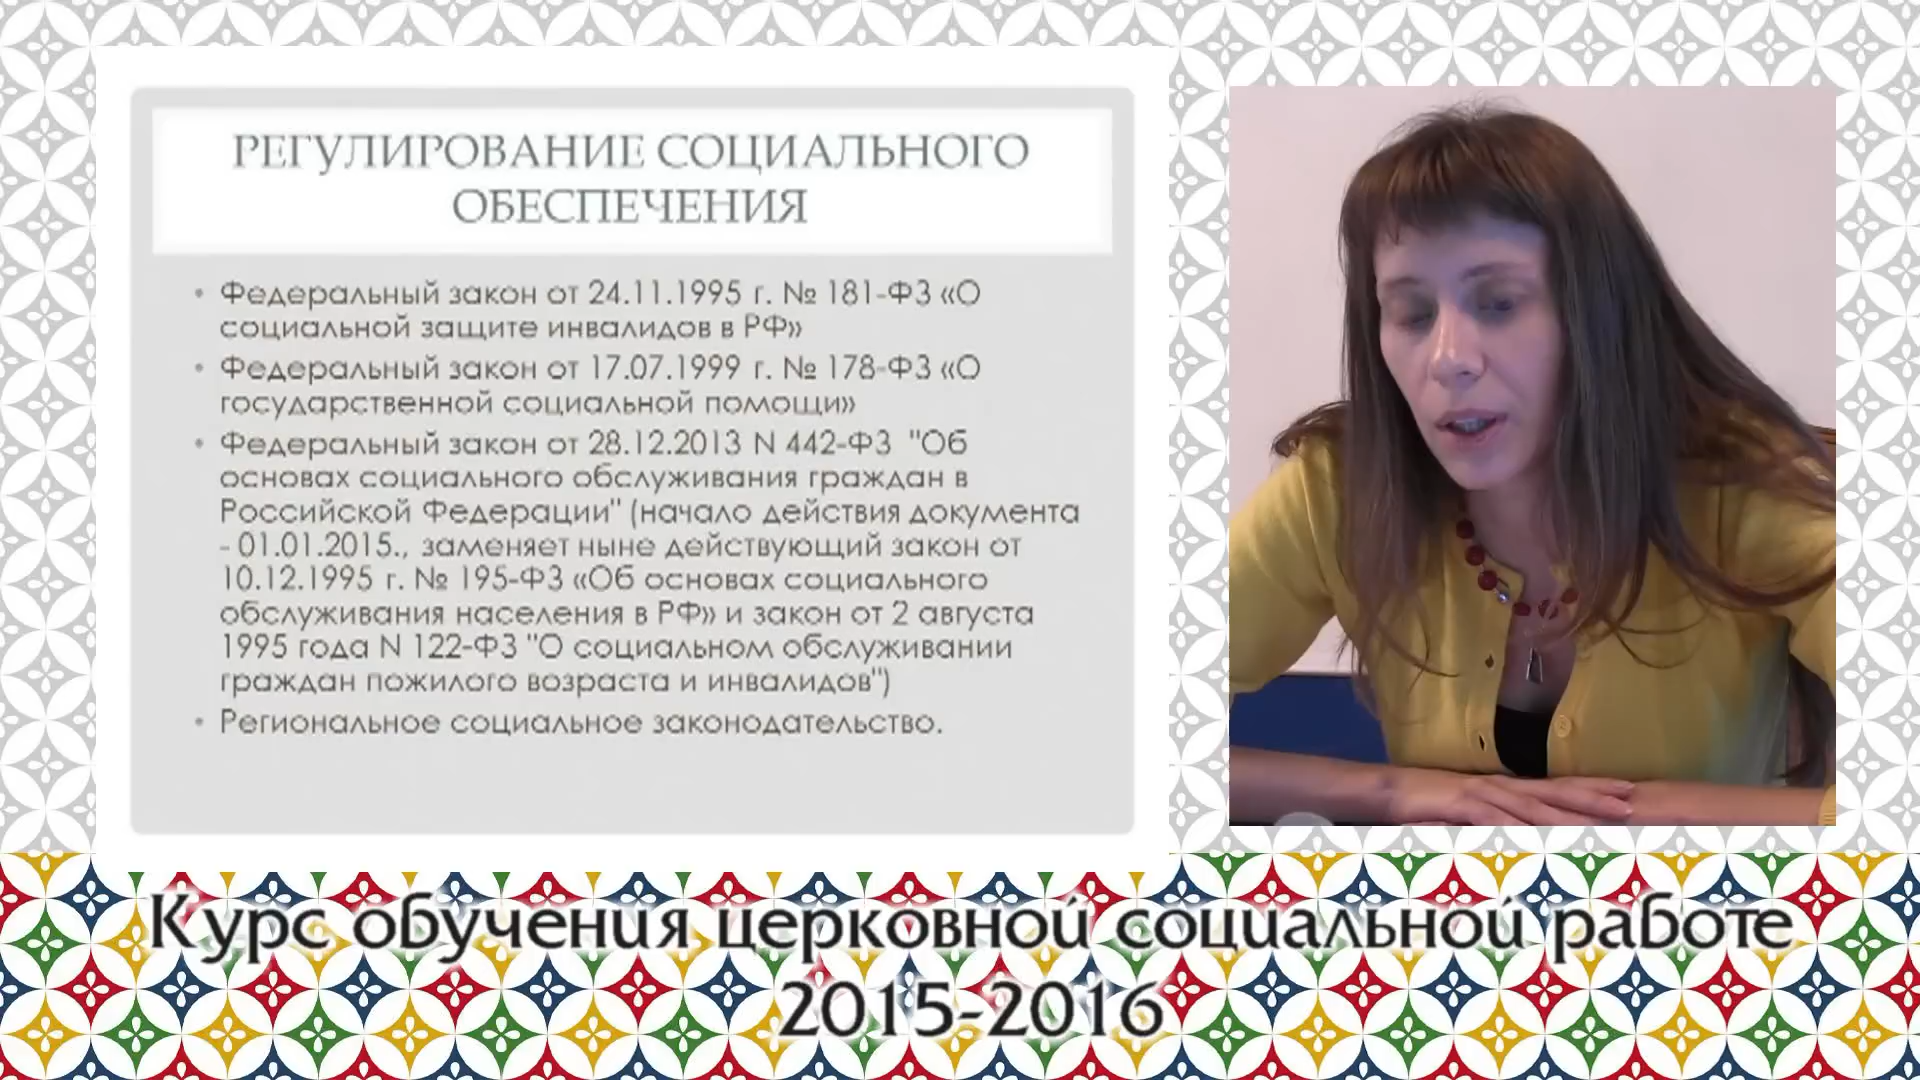 РЕГУЛИРОВАНИЕ СОЦИАЛЬНОГО
ОБЕСПЕЧЕНИЯ
• Федеральный закон от 24.11.1995 г. № 181-ФЗ «О
социальной защите инвалидов в РФ»
• Федеральный закон от 17.07.1999 г. № 178-ФЗ «О
государственной социальной помощи»
• Федеральный закон от 28.12.2013 N 442-ФЗ "Об
основах социального обслуживания граждан в
Российской Федерации" (начало действия документа
- 01.01.2015., заменяет ныне действующий закон от
10.12.1995 г. № 195-ФЗ «Об основах социального
обслуживания населения в РФ» и закон от 2 августа
1995 года N 122-ФЗ "О социальном обслуживании
граждан пожилого возраста и инвалидов")
• Региональное социальное законодательство.
Курс обучения церковной социальной работе
2015-2016